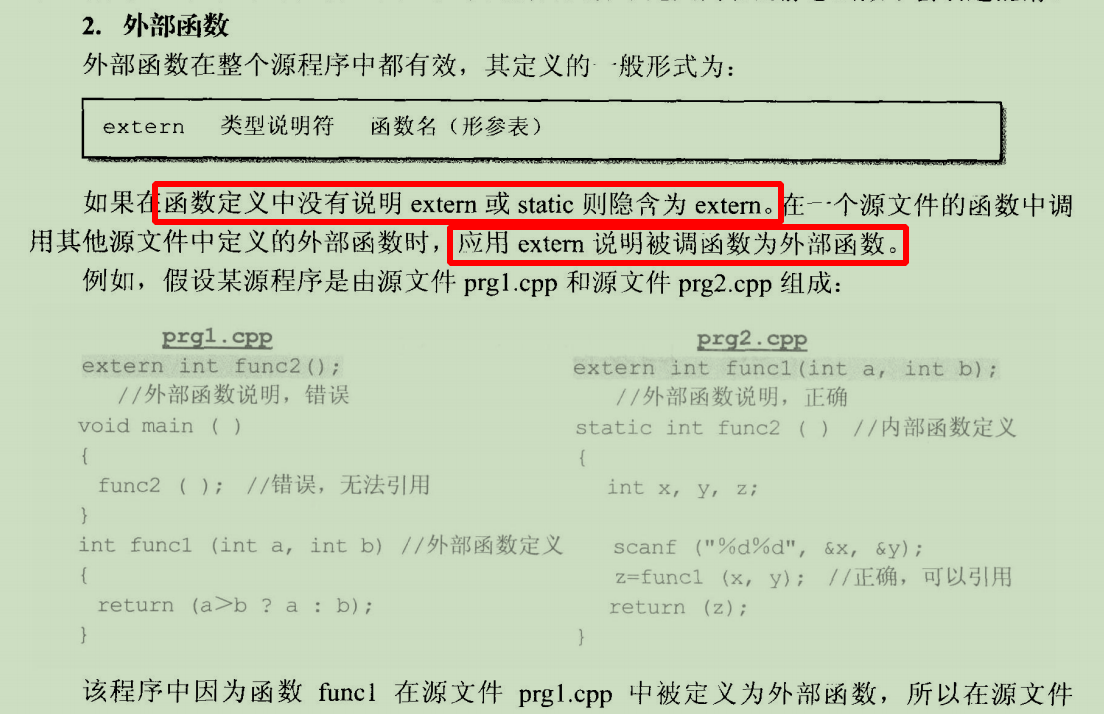 2. 外部函数
外部函数在整个源程序中都有效，其定义的一般形式为：
extern 类型说明符 函数名（形参表）
如果在函数定义中没有说明 extern 或 static 则隐含为 extern。在一个源文件的函数中调
用其他源文件中定义的外部函数时，应用 extern 说明被调函数为外部函数。
例如，假设某源程序是由源文件 prg1.cpp 和源文件 prg2.cpp 组成：
prg1.cpp
extern int func2();
//外部函数说明，错误
void main ( )
{
func2 ( ); //错误，无法引用
}
int func1 (int a, int b) //外部函数定义
{
return (a>b ? a : b);
}
prg2.cpp
extern int func1(int a, int b);
//外部函数说明，正确
static int func2 ( ) //内部函数定义
{
int x, y, z;
scanf ("%d%d", &x, &y);
z=func1 (x, y); //正确，可以引用
return (z);
}
该程序中因为函数 func1 在源文件 prg1.cpp 中被定义为外部函数，所以在源文件